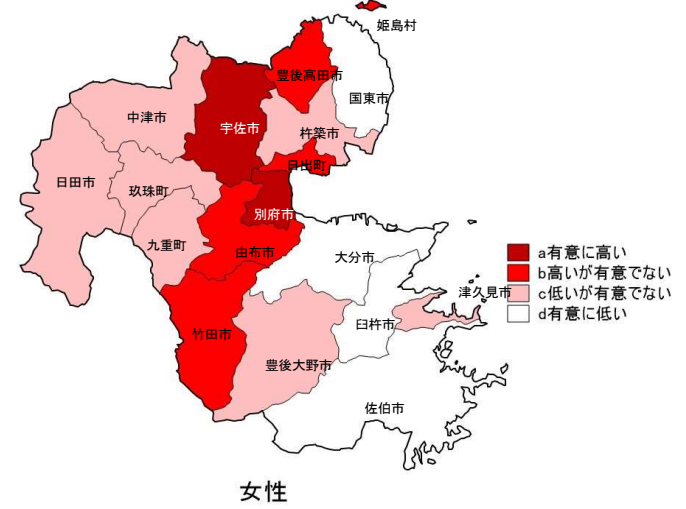 姫島村
豊後高田市
国東市
中津市
宇佐市
杵築市
日出町
日田市
玖珠町
別府市
九重町
由布市
大分市
a有意に高い
b高いが有意でない
c低いが有意でない
d有意に低い
津久見市
臼杵市
竹田市
豊後大野市
佐伯市
女性